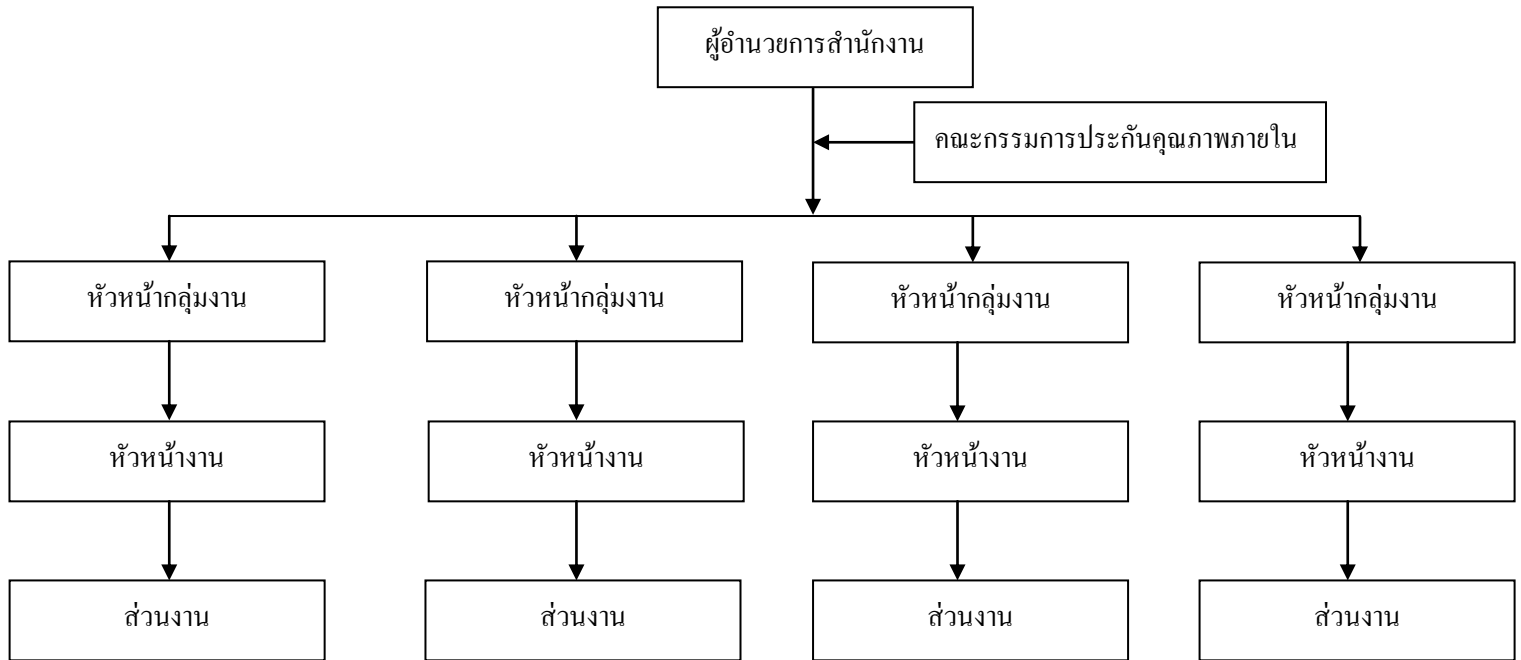 ผู้อำนวยการสำนักงาน
คณะกรรมการประกันคุณภาพภายใน
หัวหน้ากลุ่มงาน
หัวหน้ากลุ่มงาน
หัวหน้ากลุ่มงาน
หัวหน้ากลุ่มงาน
หัวหน้างาน
หัวหน้างาน
หัวหน้างาน
หัวหน้างาน
ส่วนงาน
ส่วนงาน
ส่วนงาน
ส่วนงาน